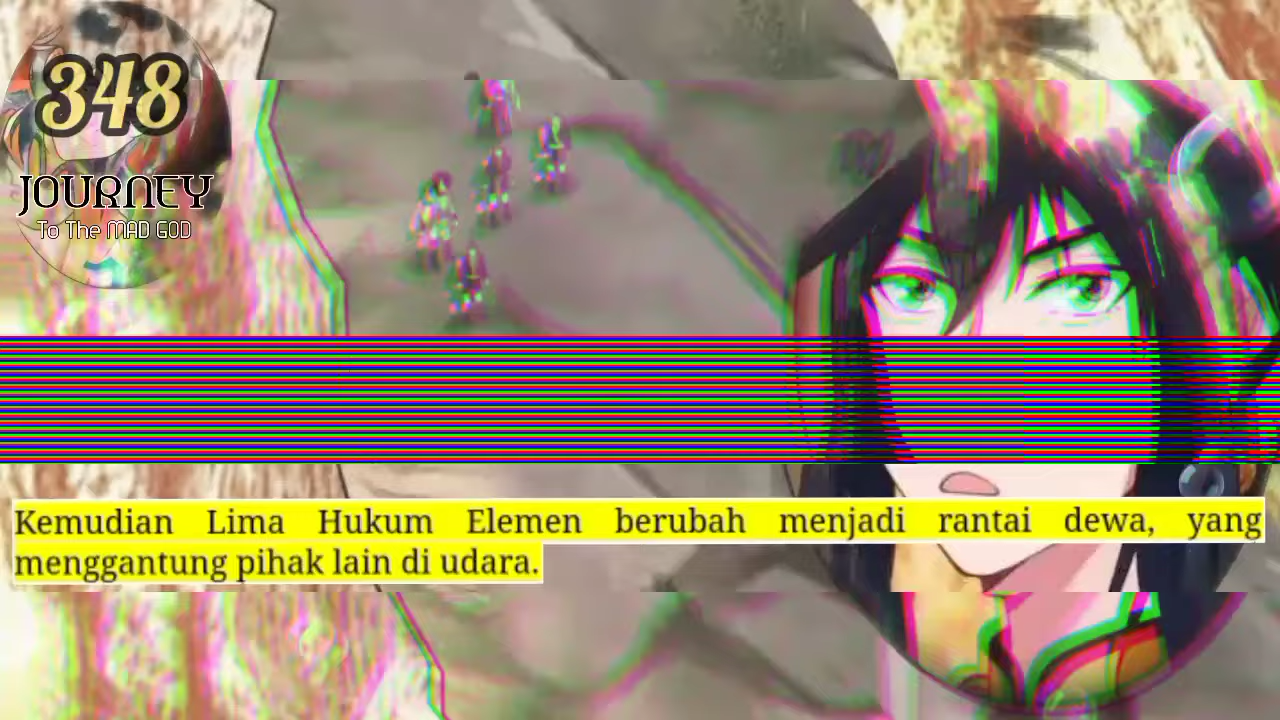 348
JOURNEY
To The MAD GOD
Kemudian Lima Hukum Elemen berubah menjadi rantai dewa, yang
menggantung pihak lain di udara.